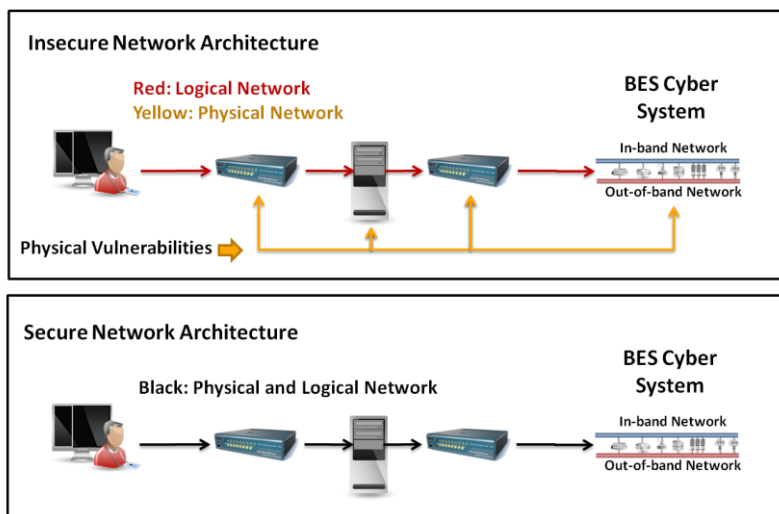 Insecure Network Architecture
Red: Logical Network
Yellow: Physical Network
BES Cyber
System
In-band Network
Out-of-band Network
Physical Vulnerabilities
Secure Network Architecture
Black: Physical and Logical Network
BES Cyber
System
In-band Network
Out-of-band Network